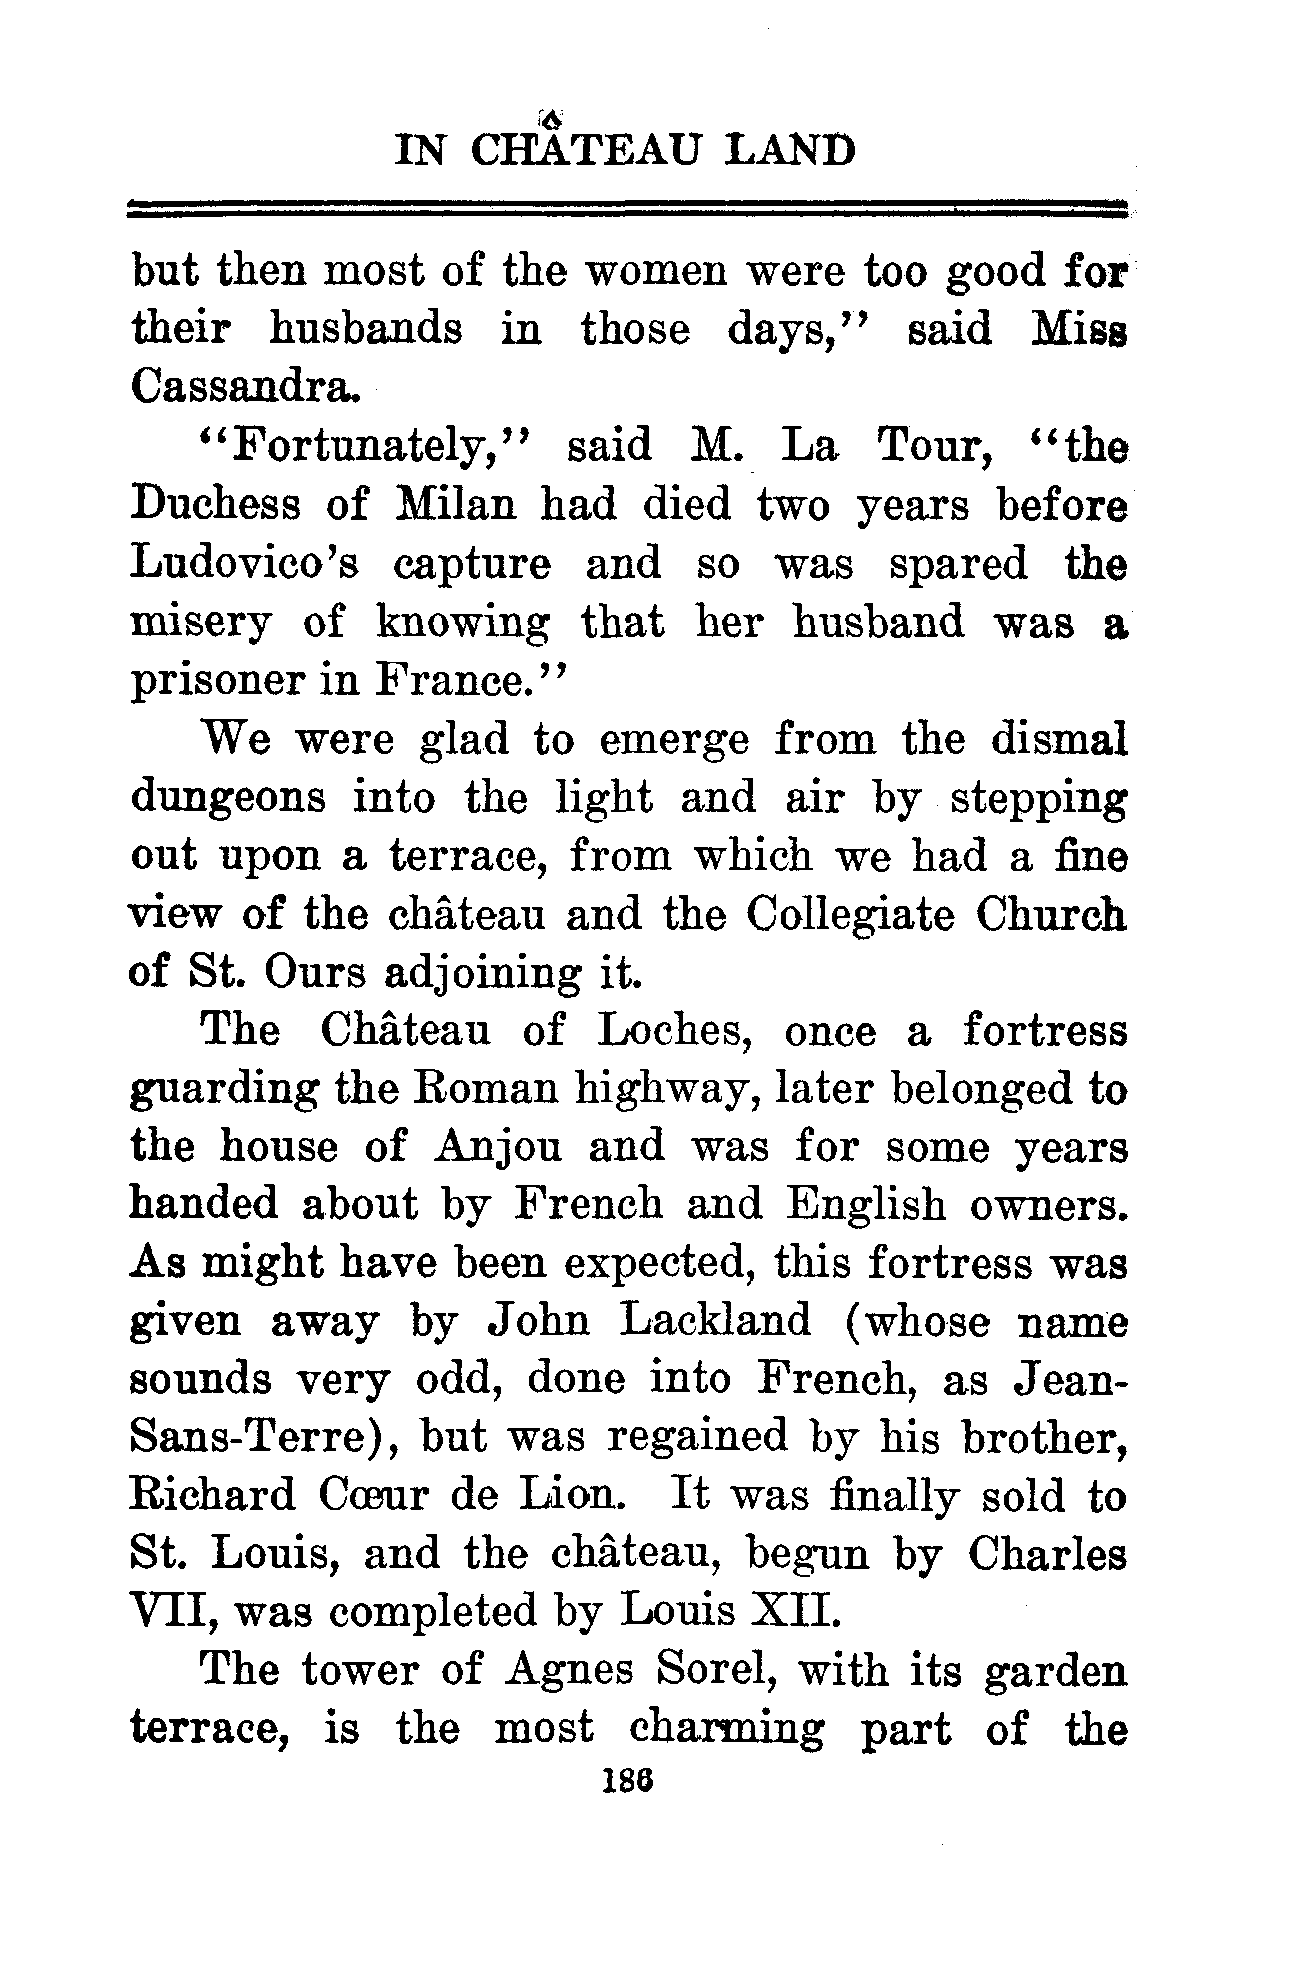 IN CHÂTEAU LAND
but then most of the women were too good for
their husbands in those days,” said Miss
Cassandra.
“Fortunately,” said M. La Tour, “the
Duchess of Milan had died two years before
Ludovico’s capture and so was spared the
misery of knowing that her husband was a
prisoner in France.”
We were glad to emerge from the dismal
dungeons into the light and air by stepping
out upon a terrace, from which we had a fine
view of the château and the Collegiate Church
of St. Ours adjoining it.
The Château of Loches, once a fortress
guarding the Roman highway, later belonged to
the house of Anjou and was for some years
handed about by French and English owners.
As might have been expected, this fortress was
given away by John Lackland (whose name
sounds very odd, done into French, as Jean-
Sans-Terre), but was regained by his brother,
Richard Cœur de Lion. It was finally sold to
St. Louis, and the château, begun by Charles
VII, was completed by Louis XII.
The tower of Agnes Sorel, with its garden
terrace, is the most charming part of the
186